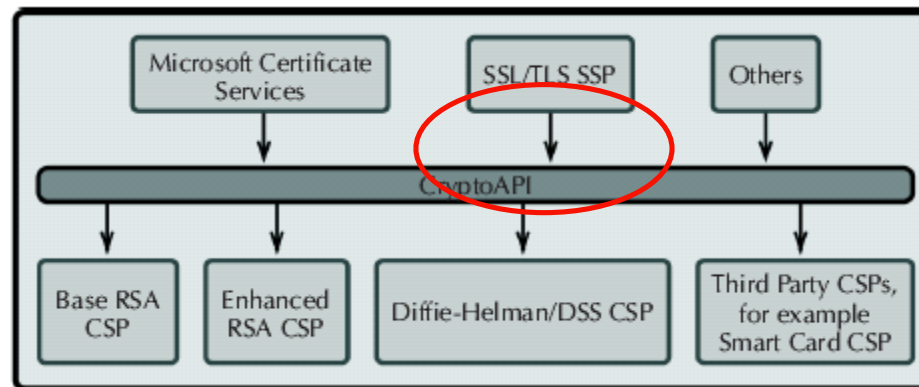 Microsoft Certificate
Services
SSL/TLS SSP
Others
CryptoAPI
Base RSA
CSP
Enhanced
RSA CSP
Diffie-Helman/DSS CSP
Third Party CSPs,
for example
Smart Card CSP